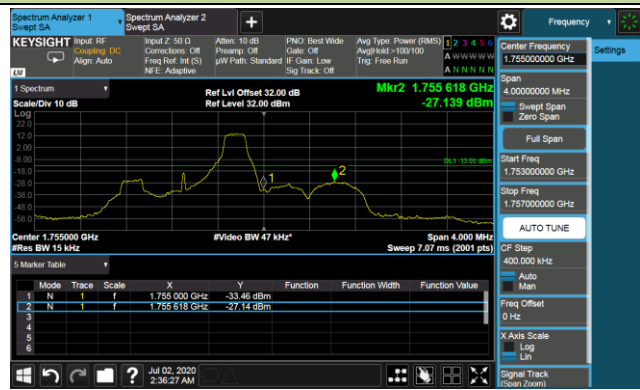 Spectrum Analyzer 1
Swept SA
Spectrum Analyzer 2
Swept SA
Frequency
KEYSIGHT
Input: RF
Coupling: DC
Align: Auto
Input Z: 50 Ω
Corrections: Off
Freq Ref: Int (S)
NFE: Adaptive
Atten: 10 dB
Preamp: Off
µW Path: Standard
PNO: Best Wide
Gate: Off
IF Gain: Low
Sig Track: Off
Avg Type: Power (RMS)
Avg|Hold >100/100
Trig: Free Run
1 2 3 4 5 6
A W W W W W
A N N N N N
LXI
Center Frequency
1.755000000 GHz
Settings
Span
4.00000000 MHz
Swept Span
Zero Span
Full Span
Start Freq
1.753000000 GHz
Stop Freq
1.757000000 GHz
AUTO TUNE
CF Step
400.000 kHz
Auto
Man
Freq Offset
0 Hz
X Axis Scale
Log
Lin
Signal Track
(Span Zoom)
1 Spectrum
Scale/Div 10 dB
Ref Lvl Offset 32.00 dB
Ref Level 32.00 dBm
Mkr2 1.755 618 GHz
-27.139 dBm
Log
22.0
12.0
2.00
-8.00
-18.0
-28.0
-38.0
-48.0
-58.0
DL1 -13.00 dBm
1
2
Center 1.755000 GHz
#Res BW 15 kHz
#Video BW 47 kHz*
Span 4.000 MHz
Sweep 7.07 ms (2001 pts)
5 Marker Table
Mode Trace Scale X Y Function Function Width Function Value
1 N 1 f 1.755 000 GHz -33.46 dBm
2 N 1 f 1.755 618 GHz -27.14 dBm
3
4
5
6
?
Jul 02, 2020
2:36:27 AM